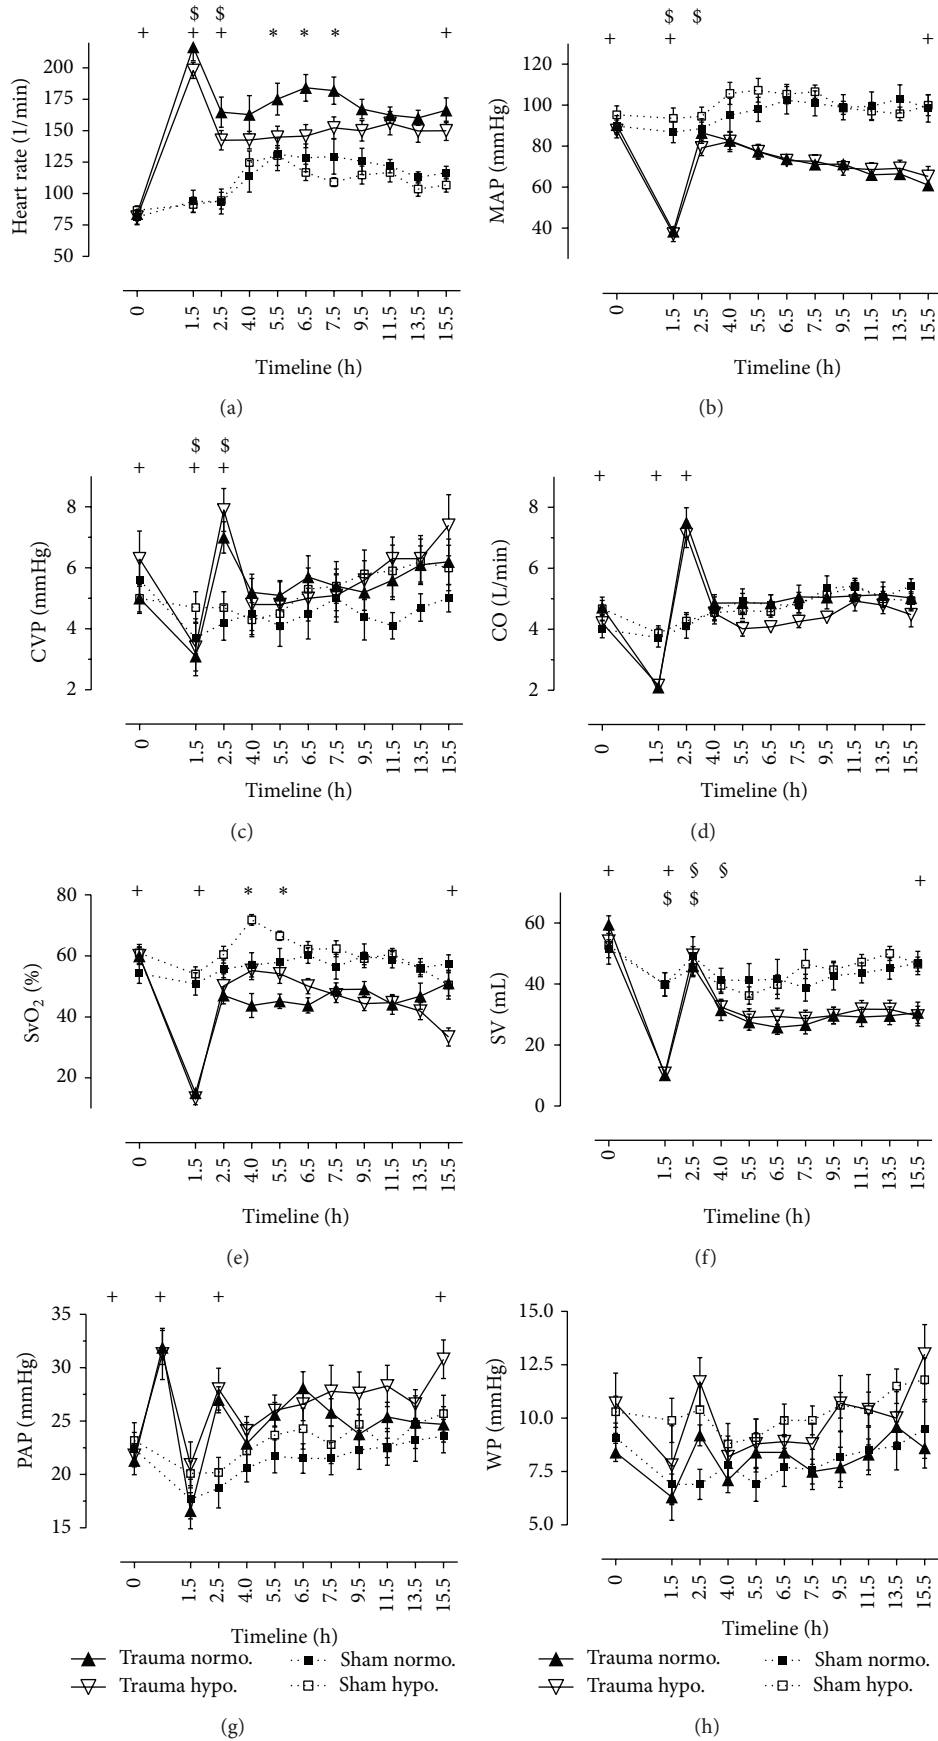 $ $
+ + + * * * +
Heart rate (1/min)
200
175
150
125
100
75
50
0 1.5 2.5 4.0 5.5 6.5 7.5 9.5 11.5 13.5 15.5
Timeline (h)
(a)
$ $
+ + +
MAP (mmHg)
120
100
80
60
40
0 1.5 2.5 4.0 5.5 6.5 7.5 9.5 11.5 13.5 15.5
Timeline (h)
(b)
$ $
+ + +
CVP (mmHg)
8
6
4
2
0 1.5 2.5 4.0 5.5 6.5 7.5 9.5 11.5 13.5 15.5
Timeline (h)
(c)
+ + +
CO (L/min)
8
6
4
2
0 1.5 2.5 4.0 5.5 6.5 7.5 9.5 11.5 13.5 15.5
Timeline (h)
(d)
+ + * * +
SvO₂ (%)
80
60
40
20
0 1.5 2.5 4.0 5.5 6.5 7.5 9.5 11.5 13.5 15.5
Timeline (h)
(e)
+ + § § +
$ $
SV (mL)
60
40
20
0
0 1.5 2.5 4.0 5.5 6.5 7.5 9.5 11.5 13.5 15.5
Timeline (h)
(f)
+ + + +
PAP (mmHg)
35
30
25
20
15
0 1.5 2.5 4.0 5.5 6.5 7.5 9.5 11.5 13.5 15.5
Timeline (h)
Trauma normo. Sham normo.
Trauma hypo. Sham hypo.
(g)
WP (mmHg)
15.0
12.5
10.0
7.5
5.0
0 1.5 2.5 4.0 5.5 6.5 7.5 9.5 11.5 13.5 15.5
Timeline (h)
Trauma normo. Sham normo.
Trauma hypo. Sham hypo.
(h)